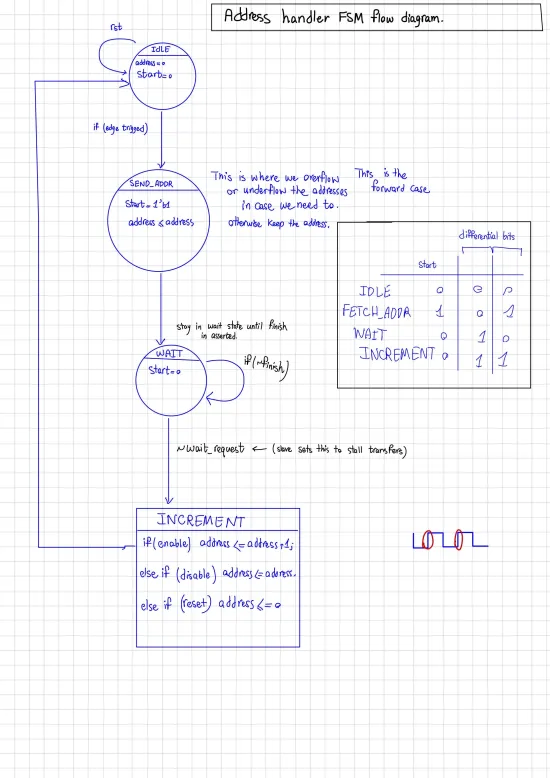 Address handler FSM flow diagram.
rst
IDLE
address=0
Start=0
if (edge trigged)
SEND_ADDR
Start = 1'b1
address ≤ address
This is where we overflow
or underflow the addresses
in case we need to.
otherwise keep the address.
This is the
forward case
differential bits
Start
IDLE 0 0 0
FETCH_ADDR 1 0 1
WAIT 0 1 0
INCREMENT 0 1 1
stay in wait state until finish
is asserted.
WAIT
Start=0
if(~finish)
~wait_request ← (slave sets this to stall transfers)
INCREMENT
if(enable) address <= address+1;
else if (disable) address <= address.
else if (reset) address <= 0